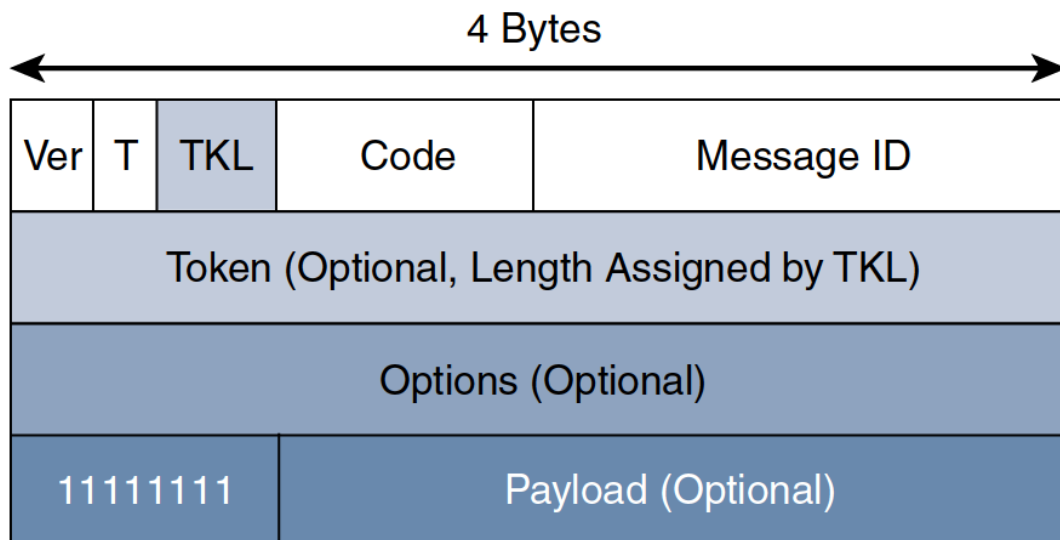 4 Bytes
Ver T TKL Code Message ID
Token (Optional, Length Assigned by TKL)
Options (Optional)
11111111 Payload (Optional)